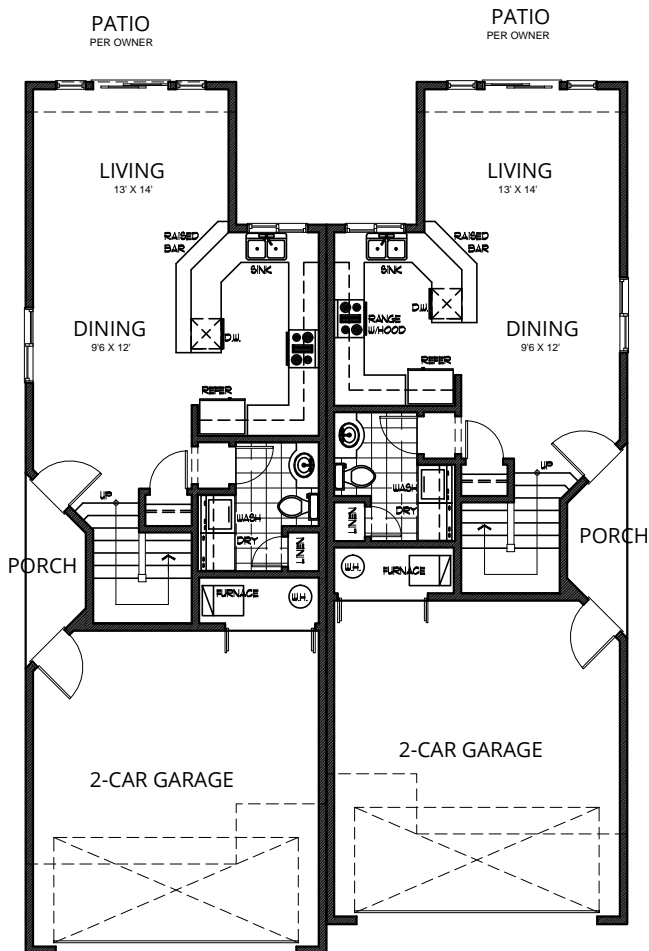 PATIO
PER OWNER
PATIO
PER OWNER
LIVING
13' X 14'
LIVING
13' X 14'
RAISED
BAR
SINK
SINK
RAISED
BAR
DINING
9'6 X 12'
D.W.
RANGE
W/HOOD
D.W.
DINING
9'6 X 12'
REFER
REFER
UP
WASH
DRY
LINEN
WASH
DRY
LINEN
UP
PORCH
PORCH
FURNACE
W.H.
W.H.
FURNACE
2-CAR GARAGE
2-CAR GARAGE